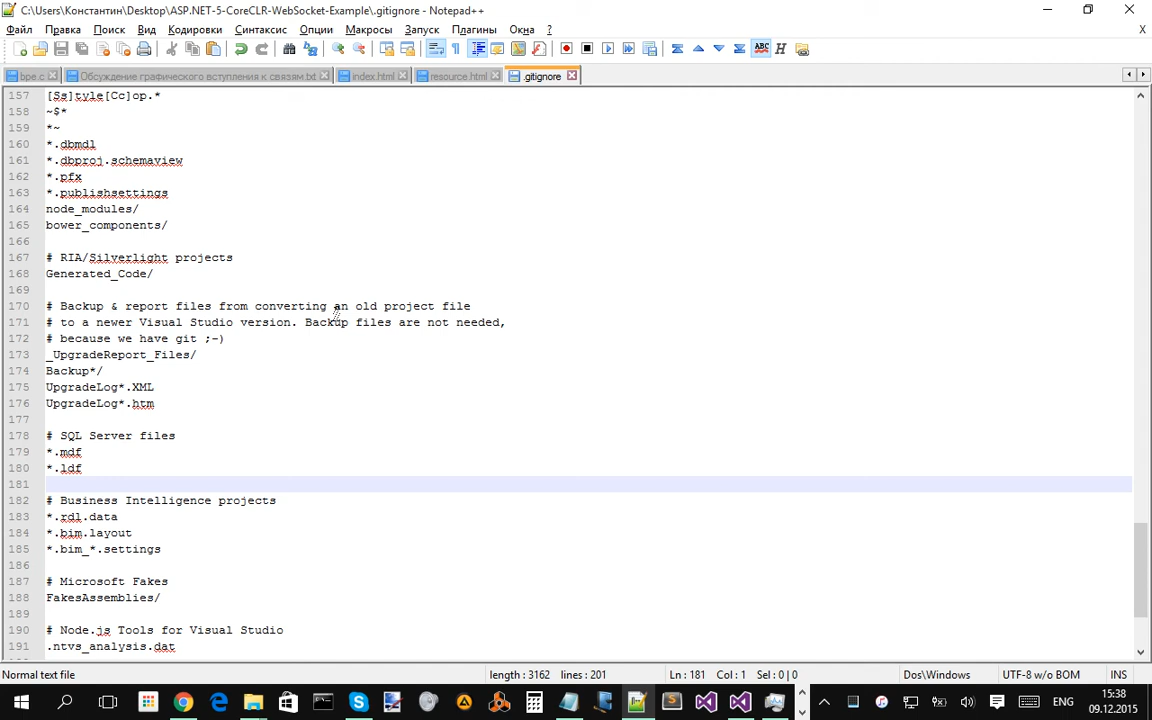 C:\Users\Константин\Desktop\ASP.NET-5-CoreCLR-WebSocket-Example\.gitignore - Notepad++
Файл Правка Поиск Вид Кодировки Синтаксис Опции Макросы Запуск Плагины Окна ? X
bpe.c Обсуждение графического вступления к связям.txt index.html resource.html .gitignore
157 [Ss]tyle[Cc]op.*
158 ~$*
159 *~
160 *.dbmdl
161 *.dbproj.schemaview
162 *.pfx
163 *.publishsettings
164 node_modules/
165 bower_components/
166
167 # RIA/Silverlight projects
168 Generated_Code/
169
170 # Backup & report files from converting an old project file
171 # to a newer Visual Studio version. Backup files are not needed,
172 # because we have git ;-)
173 _UpgradeReport_Files/
174 Backup*/
175 UpgradeLog*.XML
176 UpgradeLog*.htm
177
178 # SQL Server files
179 *.mdf
180 *.ldf
181
182 # Business Intelligence projects
183 *.rdl.data
184 *.bim.layout
185 *.bim_*.settings
186
187 # Microsoft Fakes
188 FakesAssemblies/
189
190 # Node.js Tools for Visual Studio
191 .ntvs_analysis.dat
Normal text file length : 3162 lines : 201 Ln : 181 Col : 1 Sel : 0 | 0 Dos\Windows UTF-8 w/o BOM INS
ENG 15:38
09.12.2015